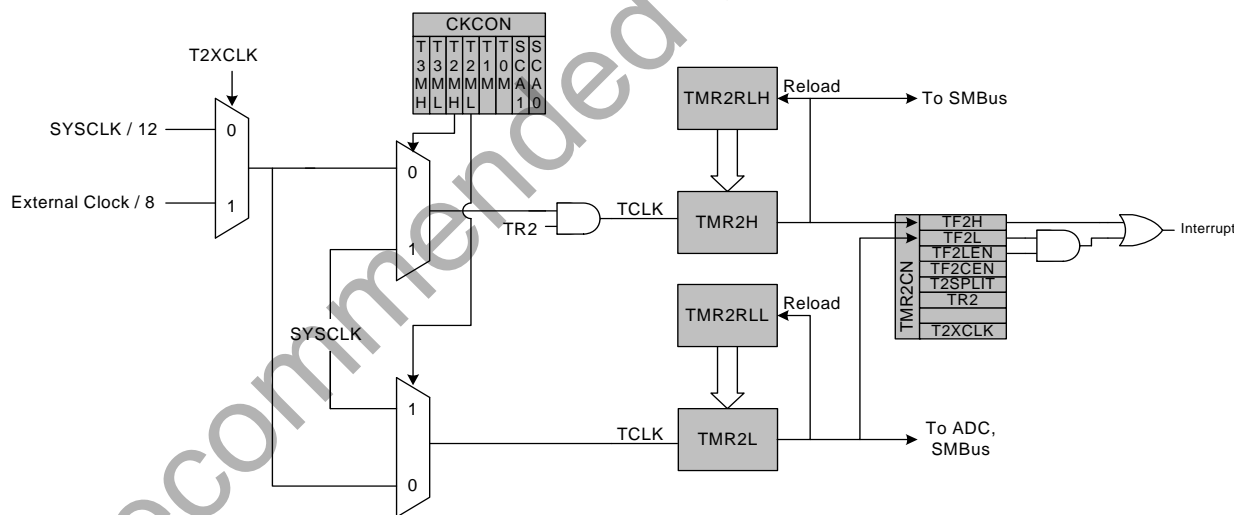 CKCON
T3MH
T3ML
T2MH
T2ML
T1M
T0M
SCA1
SCA0
T2XCLK
SYSCLK / 12
0
External Clock / 8
1
0
1
TR2
TCLK
SYSCLK
1
0
TCLK
TMR2RLH
Reload
To SMBus
TMR2H
TMR2RLL
Reload
TMR2L
To ADC,
SMBus
TMR2CN
TF2H
TF2L
TF2LEN
TF2CEN
T2SPLIT
TR2
T2XCLK
Interrupt
ecommended